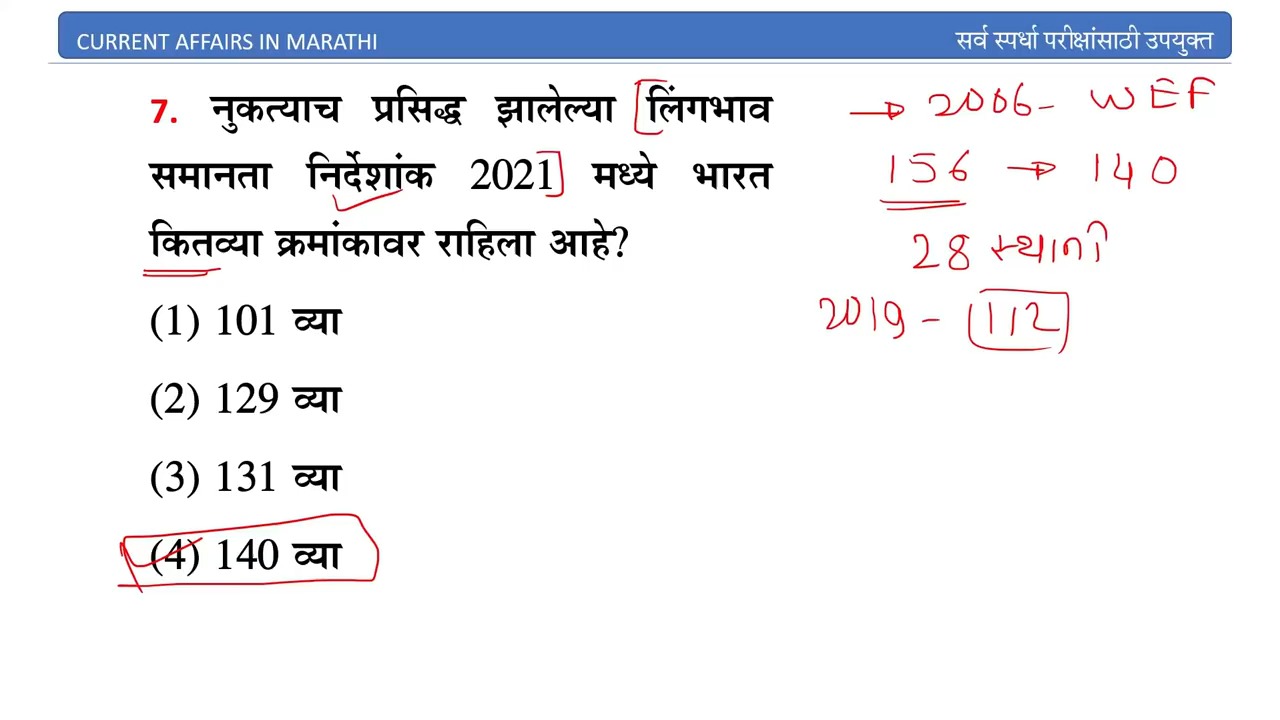 CURRENT AFFAIRS IN MARATHI
सर्व स्पर्धा परीक्षांसाठी उपयुक्त
7. नुकत्याच प्रसिद्ध झालेल्या लिंगभाव
समानता निर्देशांक 2021 मध्ये भारत
कितव्या क्रमांकावर राहिला आहे?
(1) 101 व्या
(2) 129 व्या
(3) 131 व्या
(4) 140 व्या
→ 2006 - WEF
156 → 140
28 स्थानी
2019 - 112